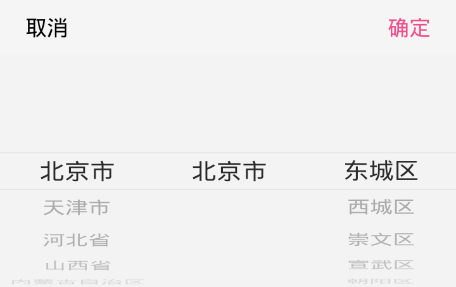 取消 确定
北京市 北京市 东城区
天津市 西城区
河北省 崇文区
山西省 宣武区
内蒙古自治区 朝阳区